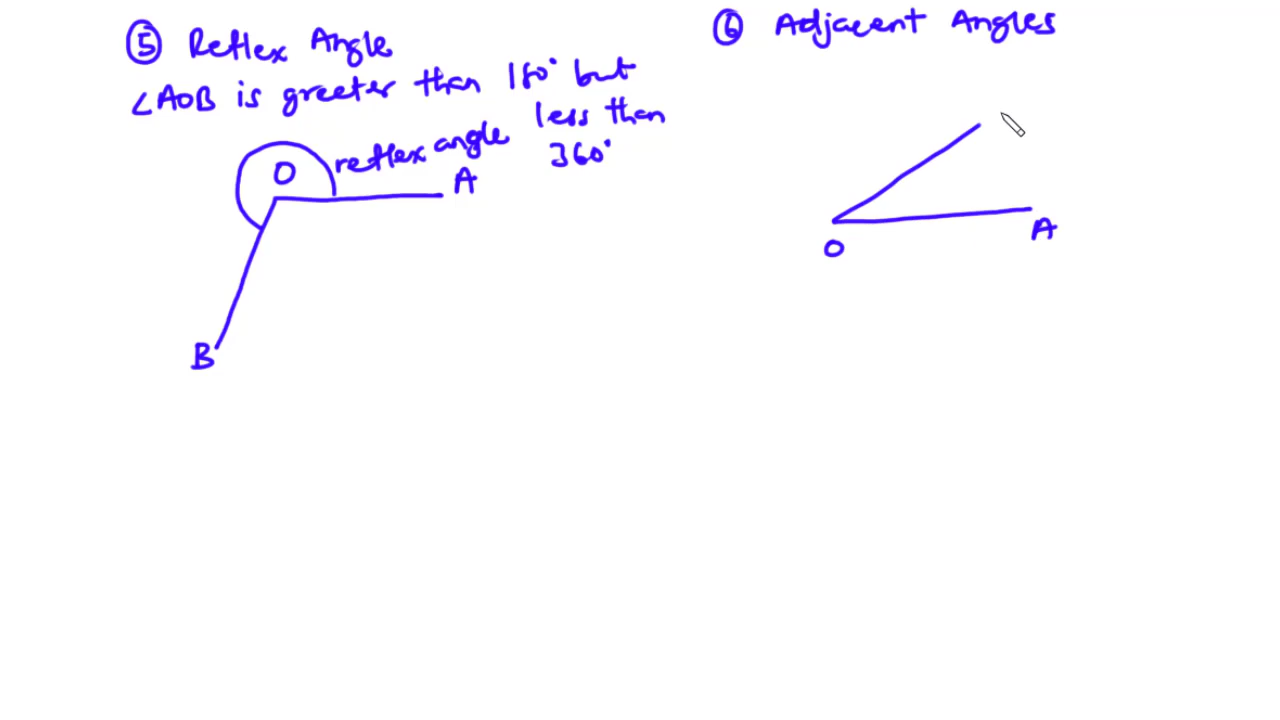 ⑤ Reflex Angle
∠AOB is greeter than 180° but
less than
360°
reflex angle
O
A
B
⑥ Adjacent Angles
O
A